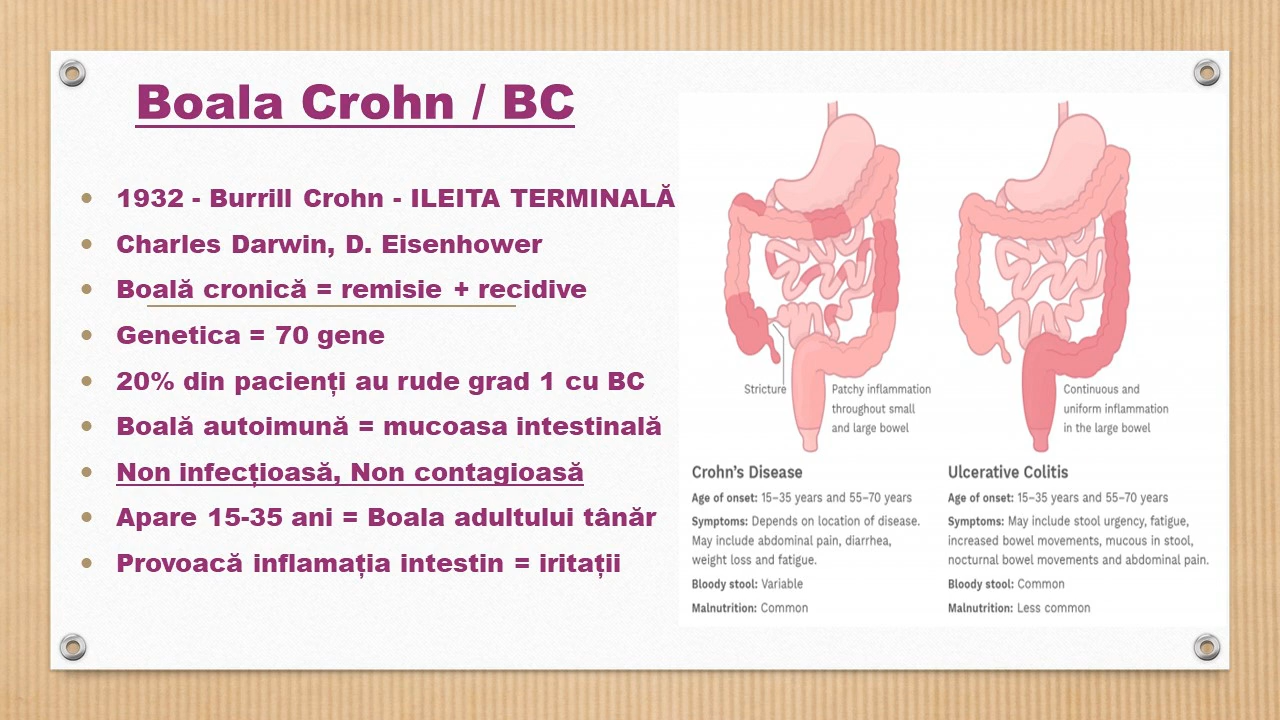 Boala Crohn / BC
• 1932 - Burrill Crohn - ILEITA TERMINALĂ
• Charles Darwin, D. Eisenhower
• Boală cronică = remisie + recidive
• Genetica = 70 gene
• 20% din pacienți au rude grad 1 cu BC
• Boală autoimună = mucoasa intestinală
• Non infecțioasă, Non contagioasă
• Apare 15-35 ani = Boala adultului tânăr
• Provoacă inflamația intestin = iritații
Stricture
Patchy inflammation
throughout small
and large bowel
Crohn's Disease
Age of onset: 15–35 years and 55–70 years
Symptoms: Depends on location of disease.
May include abdominal pain, diarrhea,
weight loss and fatigue.
Bloody stool: Variable
Malnutrition: Common
Continuous and
uniform inflammation
in the large bowel
Ulcerative Colitis
Age of onset: 15–35 years and 55–70 years
Symptoms: May include stool urgency, fatigue,
increased bowel movements, mucous in stool,
nocturnal bowel movements and abdominal pain.
Bloody stool: Common
Malnutrition: Less common